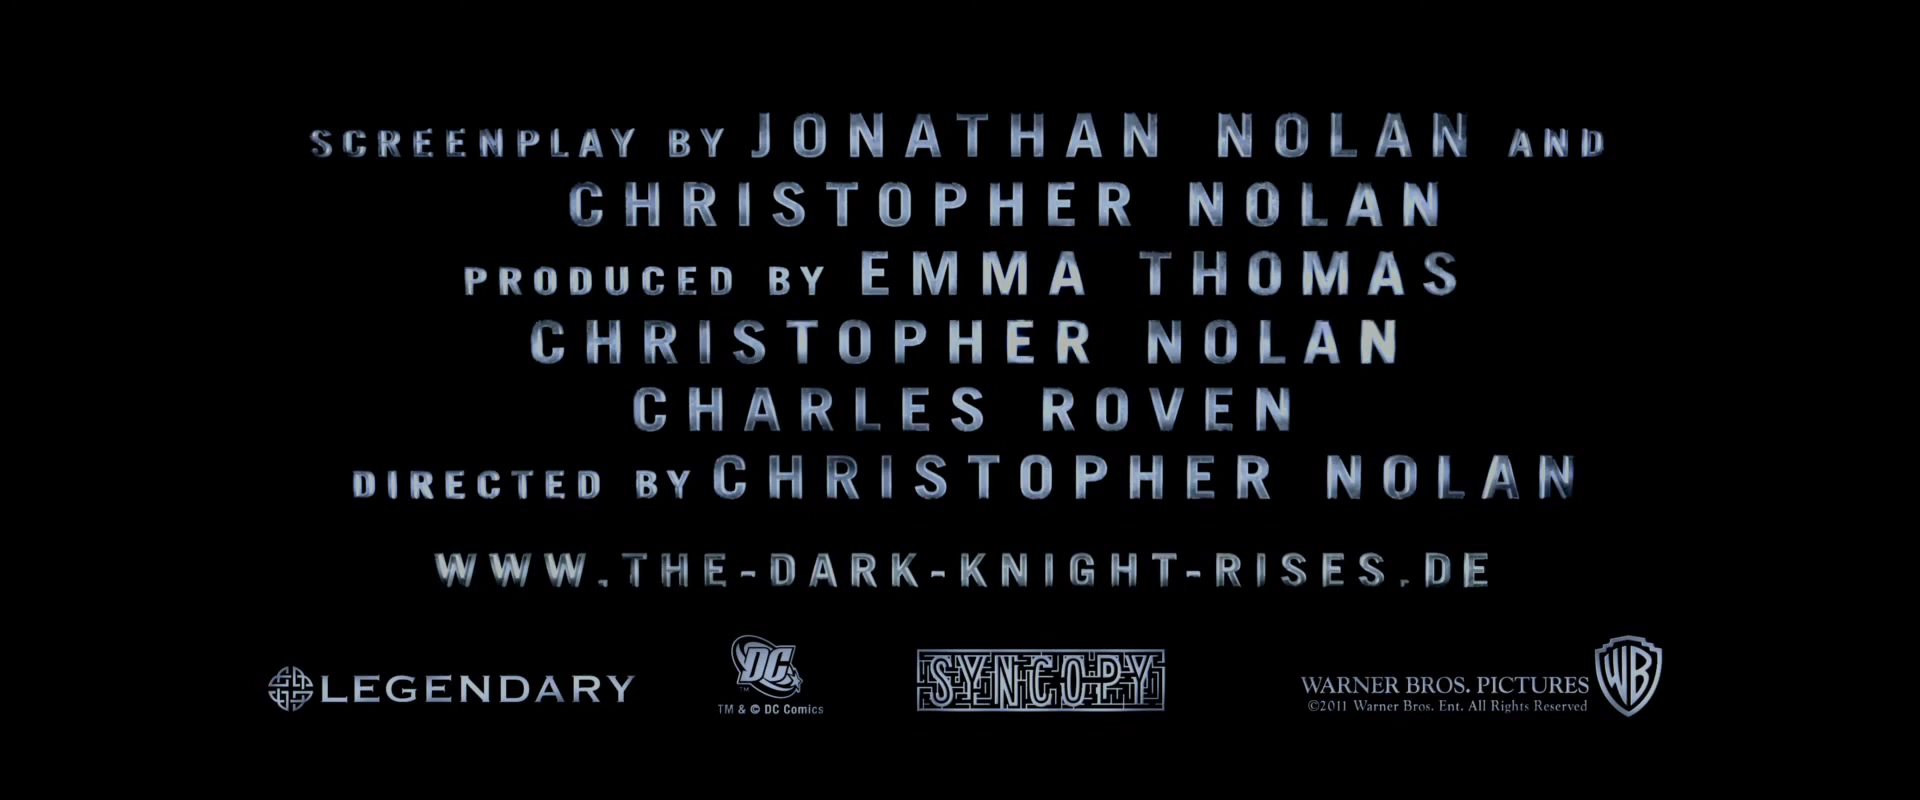 SCREENPLAY BY JONATHAN NOLAN AND
CHRISTOPHER NOLAN
PRODUCED BY EMMA THOMAS
CHRISTOPHER NOLAN
CHARLES ROVEN
DIRECTED BY CHRISTOPHER NOLAN
WWW.THE-DARK-KNIGHT-RISES.DE
LEGENDARY
DC
TM
TM & © DC Comics
SYNCOPY
WARNER BROS. PICTURES
©2011 Warner Bros. Ent. All Rights Reserved
WB